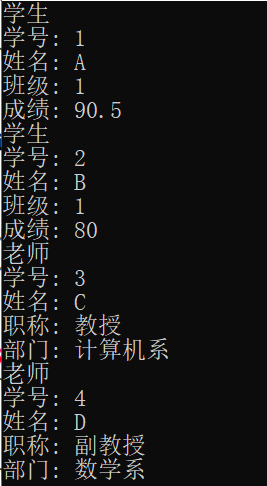 学生
学号: 1
姓名: A
班级: 1
成绩: 90.5
学生
学号: 2
姓名: B
班级: 1
成绩: 80
老师
学号: 3
姓名: C
职称: 教授
部门: 计算机系
老师
学号: 4
姓名: D
职称: 副教授
部门: 数学系